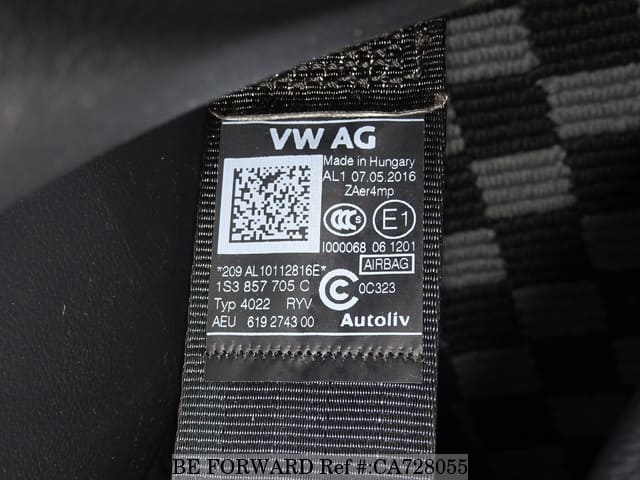 VW AG
Made in Hungary
AL1 07.05.2016
ZAer4mp
CCC S E1
I000068 06 1201
*209 AL10112816E* AIRBAG
1S3 857 705 C C 0C323
Typ 4022 RYV
AEU 619 2743 00 Autoliv
BE FORWARD Ref #:CA728055